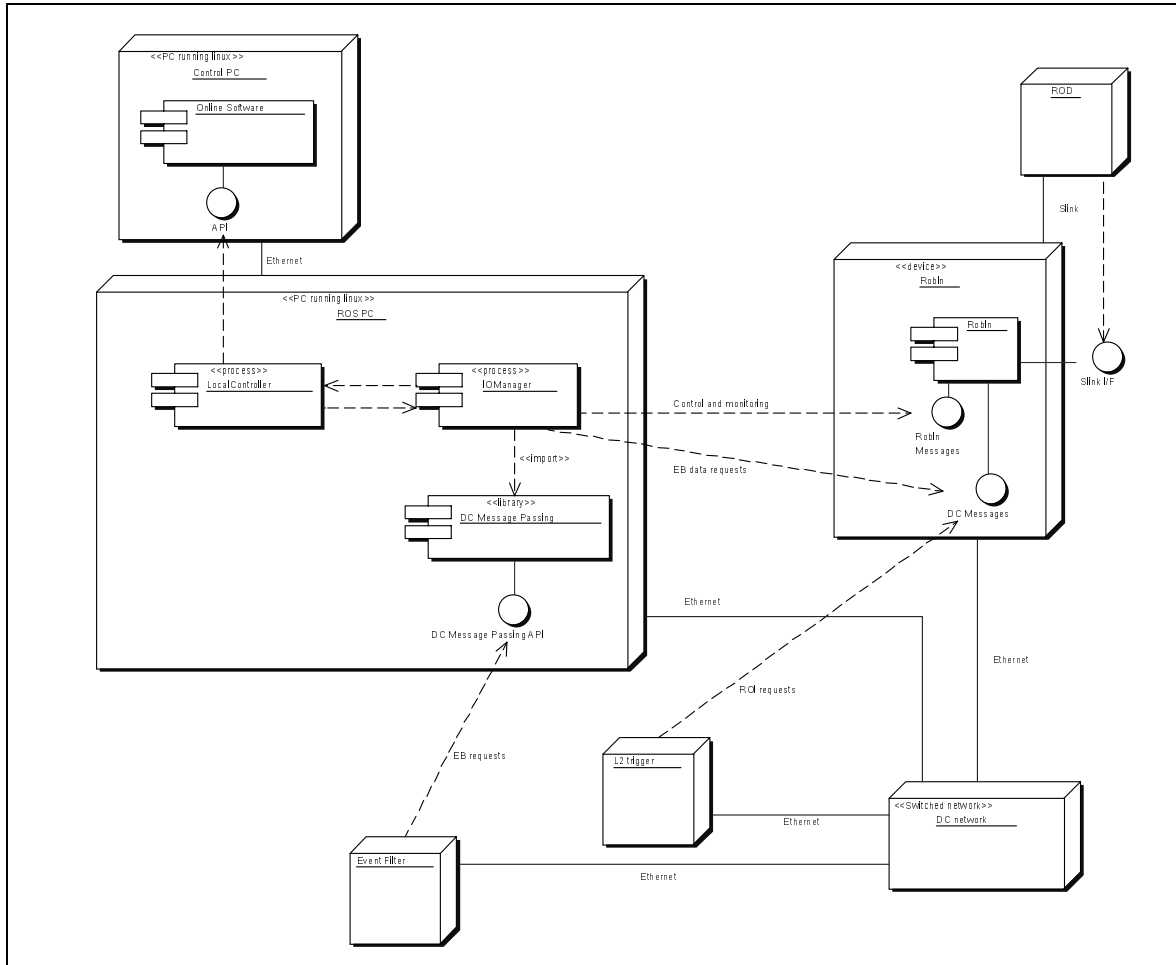 <<PC running linux >>
Control PC
Online Software
API
Ethernet
ROD
Slink
<<device>>
RobIn
RobIn
Slink I/F
RobIn
Messages
DC Messages
<<PC running linux>>
ROS PC
<<process>>
LocalController
<<process>>
IOManager
Control and monitoring
EB data requests
<<import>>
<<library>>
DC Message Passing
DC Message Passing API
Ethernet
Ethernet
ROI requests
EB requests
L2 trigger
Ethernet
<<Switched network>>
DC network
Event Filter
Ethernet